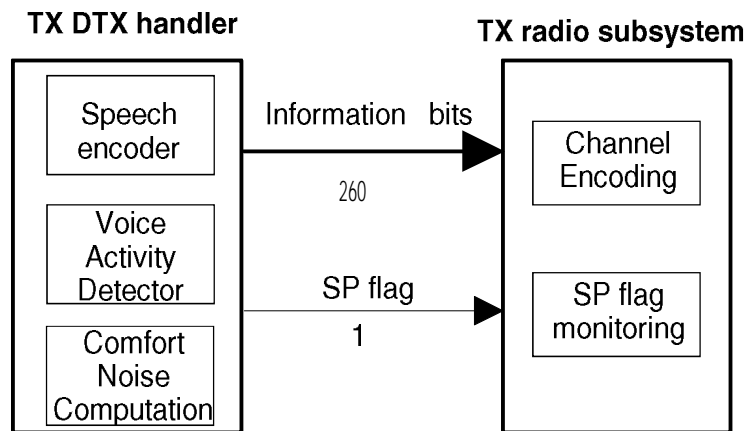 TX DTX handler
TX radio subsystem
Speech
encoder
Information bits
260
Channel
Encoding
Voice
Activity
Detector
SP flag
1
SP flag
monitoring
Comfort
Noise
Computation